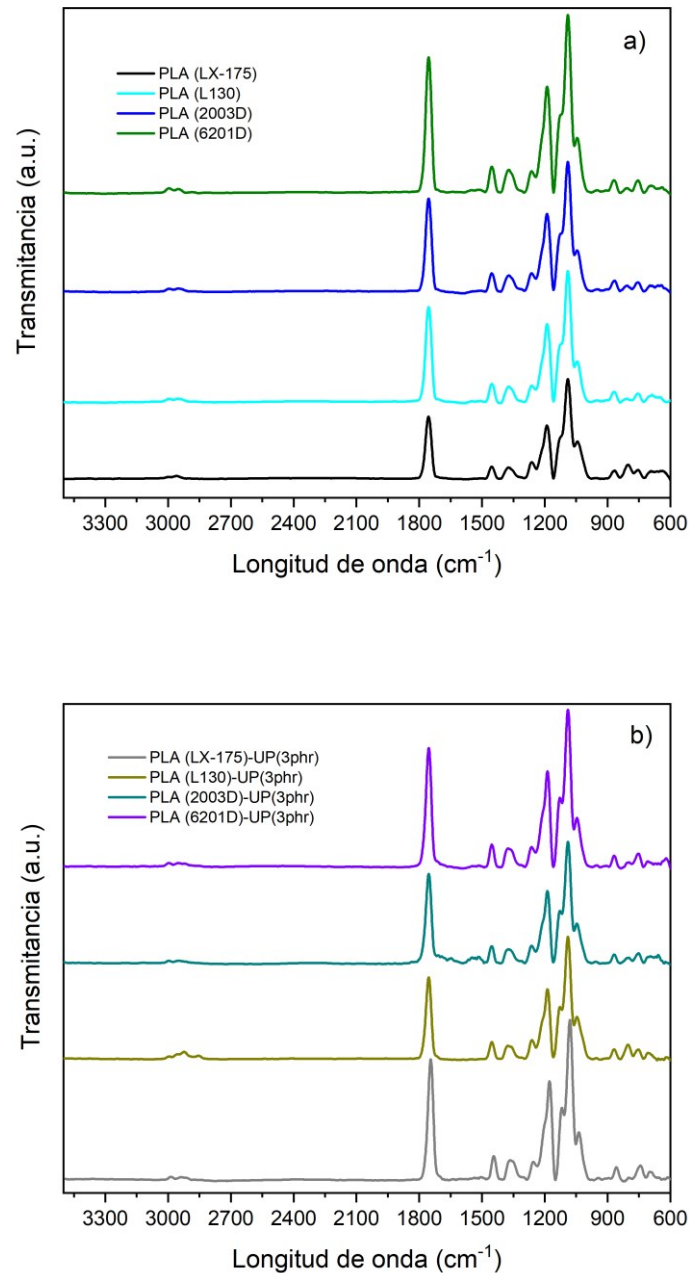 a)
PLA (LX-175)
PLA (L130)
PLA (2003D)
PLA (6201D)
Transmitancia (a.u.)
3300 3000 2700 2400 2100 1800 1500 1200 900 600
Longitud de onda (cm⁻¹)
b)
PLA (LX-175)-UP(3phr)
PLA (L130)-UP(3phr)
PLA (2003D)-UP(3phr)
PLA (6201D)-UP(3phr)
Transmitancia (a.u.)
3300 3000 2700 2400 2100 1800 1500 1200 900 600
Longitud de onda (cm⁻¹)